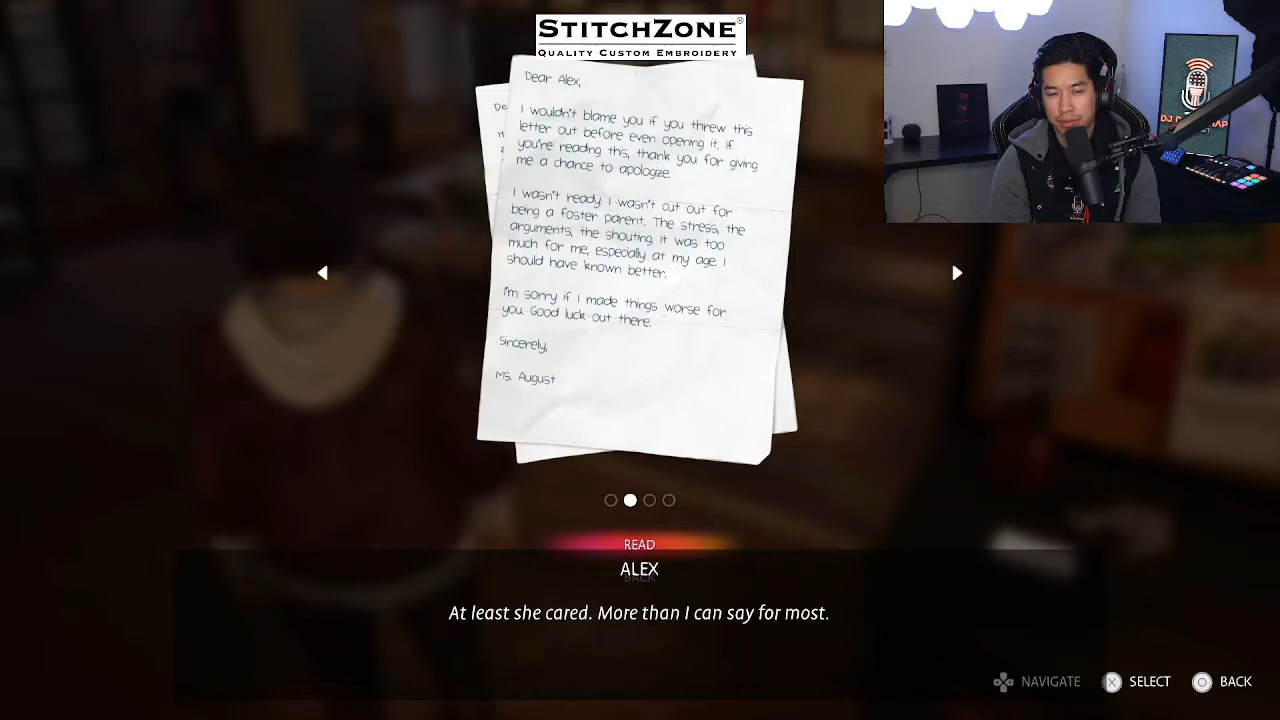 STITCHZONE®
QUALITY CUSTOM EMBROIDERY
Dear Alex,
I wouldn't blame you if you threw this
letter out before even opening it. If
you're reading this, thank you for giving
me a chance to apologize.
I wasn't ready. I wasn't cut out for
being a foster parent. The stress, the
arguments, the shouting. It was too
much for me, especially at my age. I
should have known better.
I'm sorry if I made things worse for
you. Good luck out there.
Sincerely,
Ms. August
De
READ
ALEX
BACK
At least she cared. More than I can say for most.
NAVIGATE
SELECT
BACK